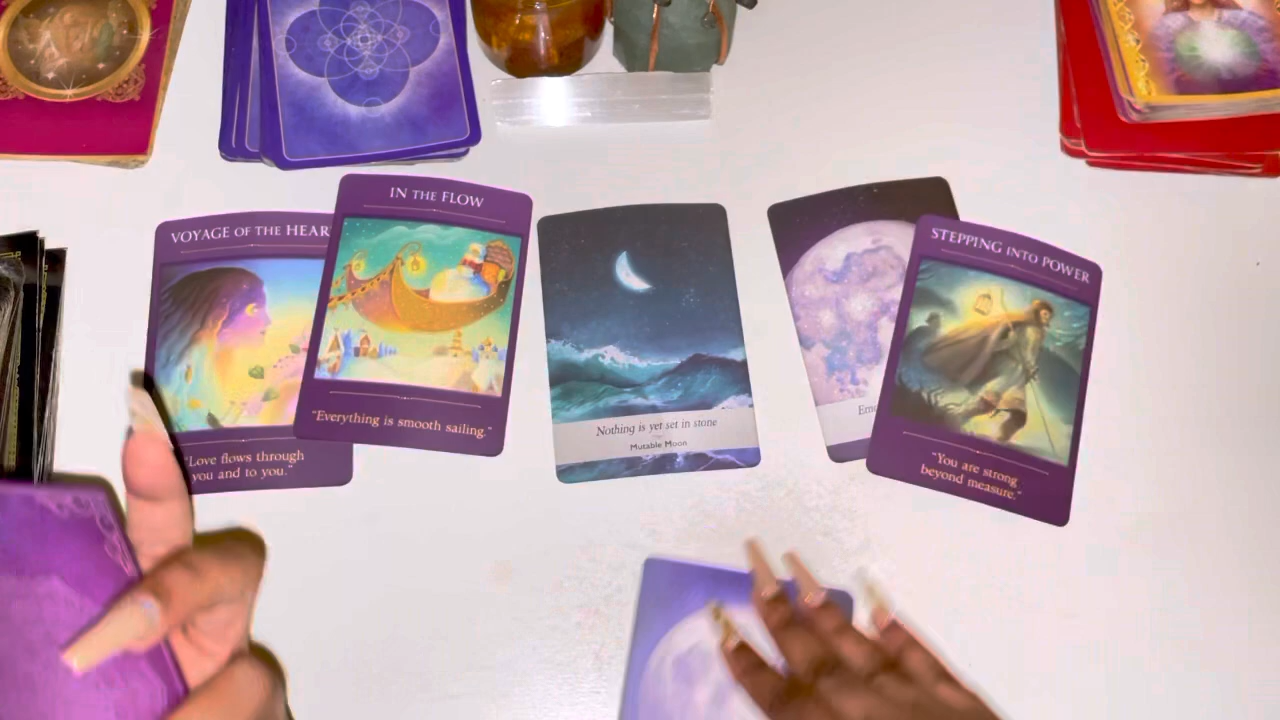 VOYAGE OF THE HEAR
"Love flows through
you and to you."
IN THE FLOW
"Everything is smooth sailing."
Nothing is yet set in stone
Mutable Moon
STEPPING INTO POWER
"You are strong
beyond measure."